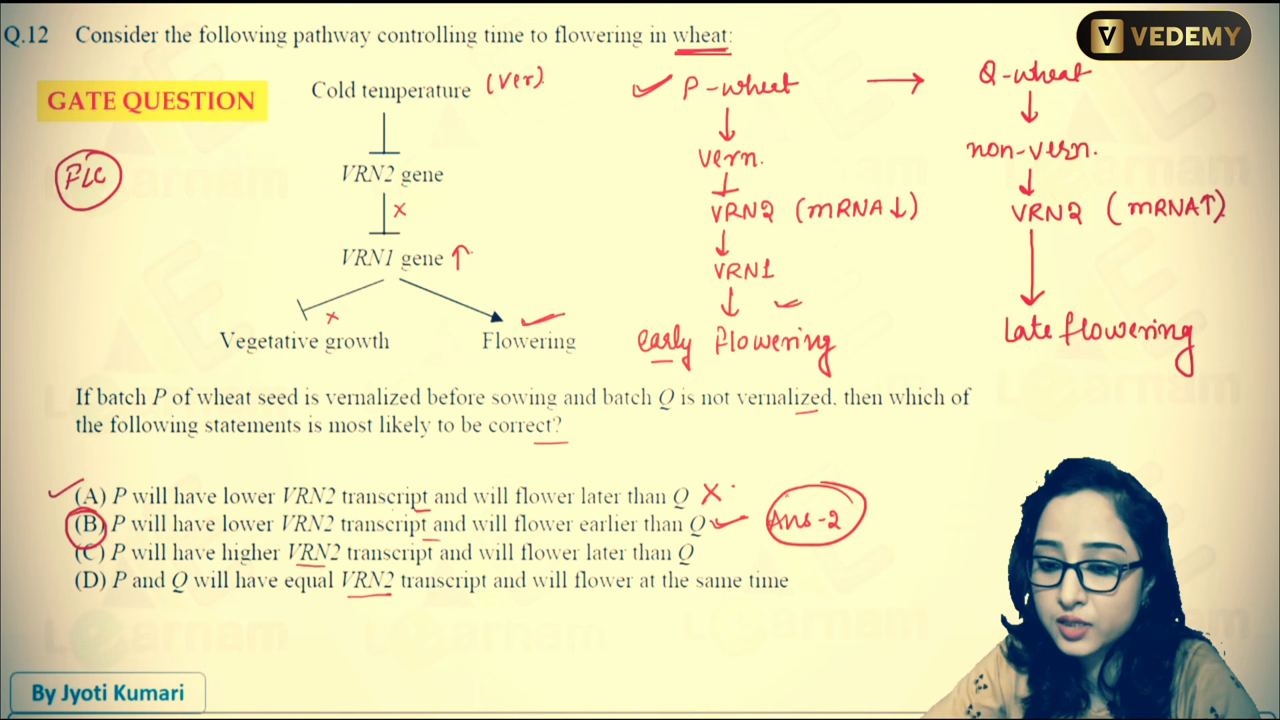 Q.12 Consider the following pathway controlling time to flowering in wheat:
VEDEMY
GATE QUESTION
Cold temperature (Ver)
VRN2 gene
x
VRN1 gene ↑
Vegetative growth x
Flowering ✓
FLC
✓ P-wheat →
Vern.
VRN2 (mRNA↓)
VRN1
early flowering
Q-wheat
non-vern.
VRN2 (mRNA↑)
Late flowering
If batch P of wheat seed is vernalized before sowing and batch Q is not vernalized, then which of
the following statements is most likely to be correct?
(A) P will have lower VRN2 transcript and will flower later than Q x
(B) P will have lower VRN2 transcript and will flower earlier than Q ✓
Ans-2
(C) P will have higher VRN2 transcript and will flower later than Q
(D) P and Q will have equal VRN2 transcript and will flower at the same time
By Jyoti Kumari